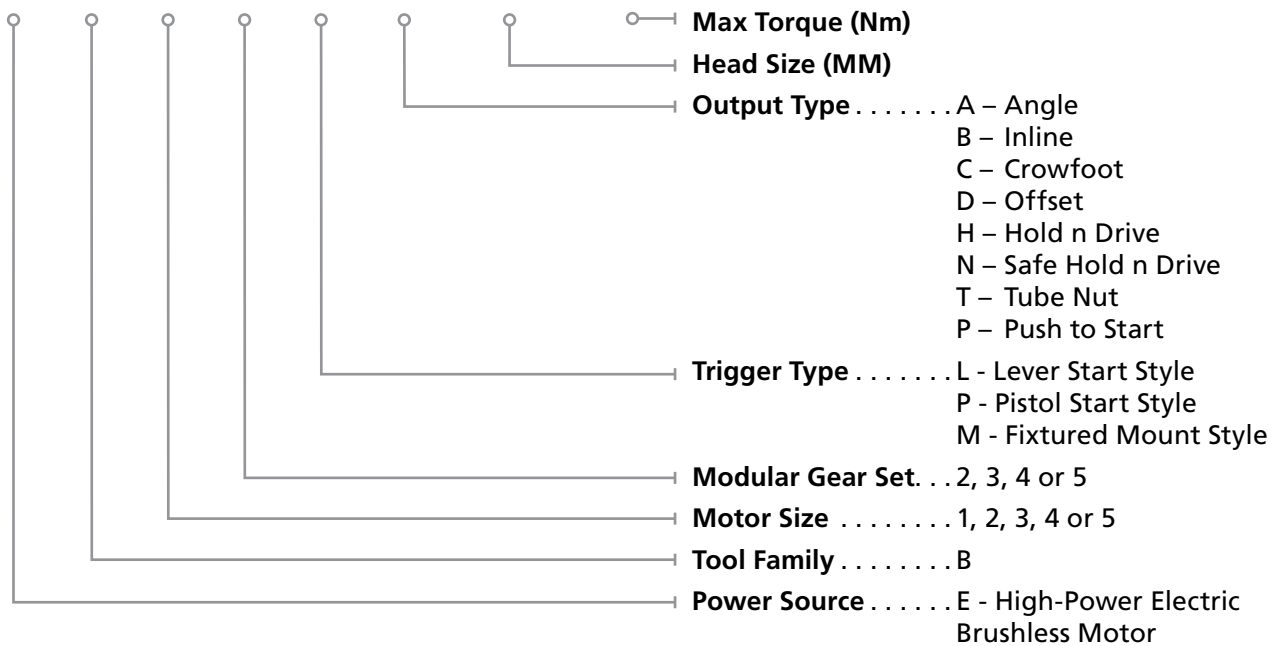 Max Torque (Nm)
Head Size (MM)
Output Type . . . . . . . A – Angle
B – Inline
C – Crowfoot
D – Offset
H – Hold n Drive
N – Safe Hold n Drive
T – Tube Nut
P – Push to Start
Trigger Type . . . . . . . L - Lever Start Style
P - Pistol Start Style
M - Fixtured Mount Style
Modular Gear Set. . . 2, 3, 4 or 5
Motor Size . . . . . . . . 1, 2, 3, 4 or 5
Tool Family . . . . . . . . B
Power Source . . . . . . E - High-Power Electric
Brushless Motor